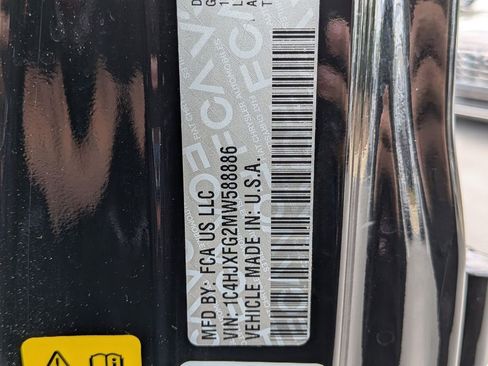 MFD BY: FCA US LLC
VIN: 1C4HJXFG2MW588886
VEHICLE MADE IN: U.S.A.